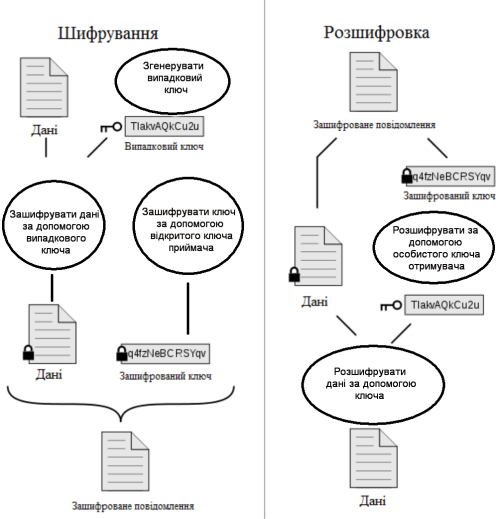 Шифрування
Згенерувати
випадковий
ключ
Дані
TlakvAQkCu2u
Випадковий ключ
Зашифрувати дані
за допомогою
випадкового
ключа
Зашифрувати ключ
за допомогою
відкритого ключа
приймача
Дані
q4fzNeBCRSYqv
Зашифрований ключ
Зашифроване повідомлення
Розшифровка
Зашифроване повідомлення
q4fzNeBCRSYqv
Зашифрований ключ
Розшифрувати за
допомогою
особистого ключа
отримувача
Дані
TlakvAQkCu2u
Розшифрувати
дані за допомогою
ключа
Дані